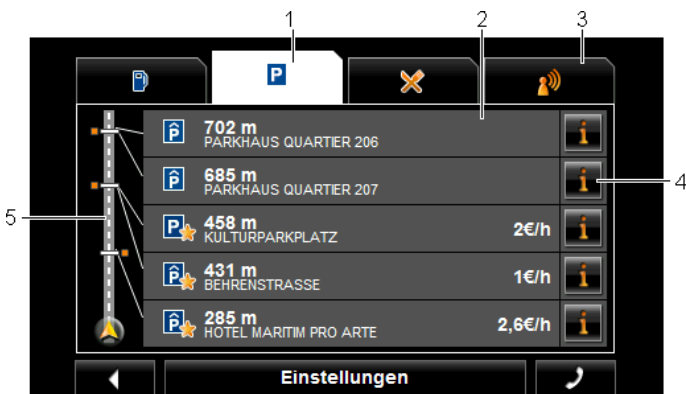 1 2 3
P
702 m
PARKHAUS QUARTIER 206
685 m
PARKHAUS QUARTIER 207
4
5
458 m
KULTURPARKPLATZ 2€/h
431 m
BEHRENSTRASSE 1€/h
285 m
HOTEL MARITIM PRO ARTE 2,6€/h
Einstellungen